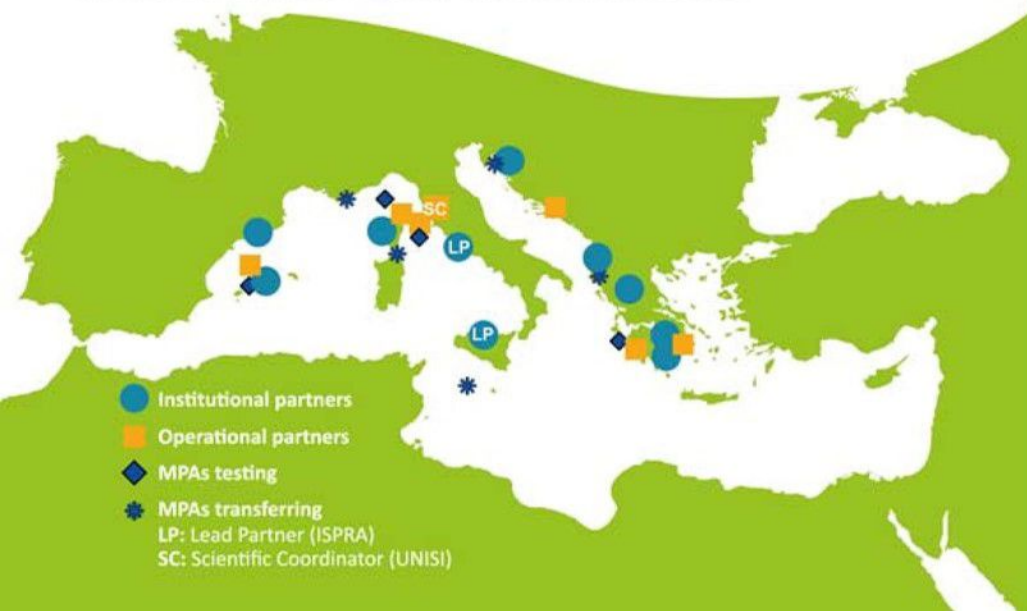 SC
LP
LP
Institutional partners
Operational partners
MPAs testing
MPAs transferring
LP: Lead Partner (ISPRA)
SC: Scientific Coordinator (UNISI)